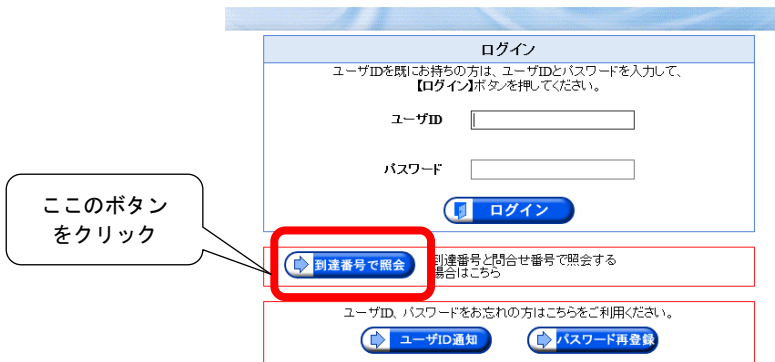 ログイン
ユーザIDを既にお持ちの方は、ユーザIDとパスワードを入力して、
【ログイン】ボタンを押してください。
ユーザID
パスワード
ログイン
ここのボタン
をクリック
到達番号で照会
到達番号と問合せ番号で照会する
場合はこちら
ユーザID、パスワードをお忘れの方はこちらをご利用ください。
ユーザID通知
パスワード再登録